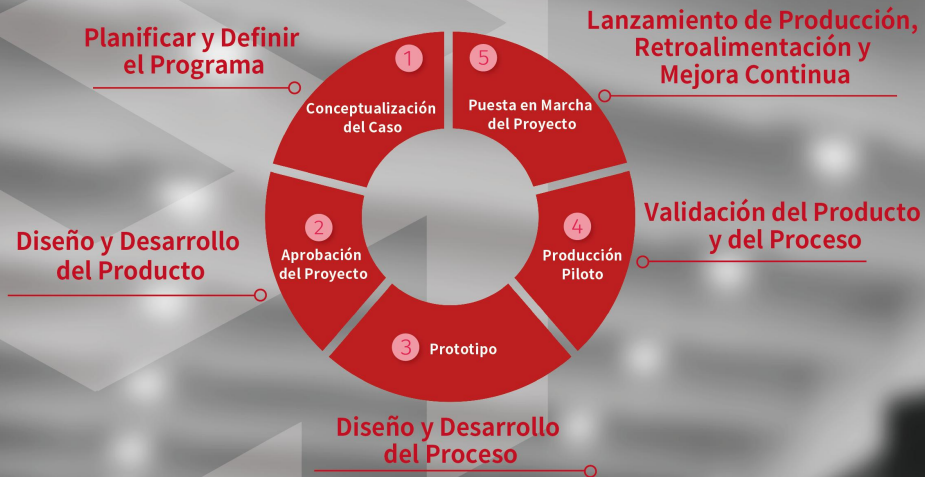 Planificar y Definir
el Programa
1
Conceptualización
del Caso
Diseño y Desarrollo
del Producto
2
Aprobación
del Proyecto
3 Prototipo
Diseño y Desarrollo
del Proceso
4
Producción
Piloto
Validación del Producto
y del Proceso
5
Puesta en Marcha
del Proyecto
Lanzamiento de Producción,
Retroalimentación y
Mejora Continua